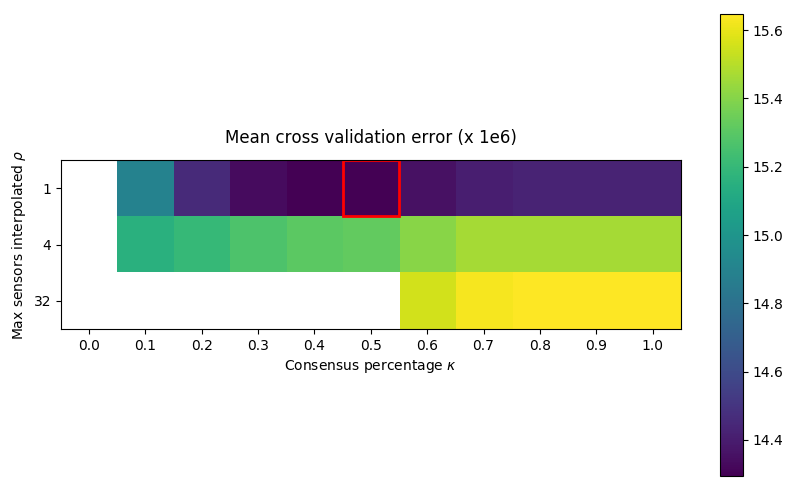 Mean cross validation error (x 1e6)
Max sensors interpolated ρ
1
4
32
0.0 0.1 0.2 0.3 0.4 0.5 0.6 0.7 0.8 0.9 1.0
Consensus percentage κ
15.6
15.4
15.2
15.0
14.8
14.6
14.4